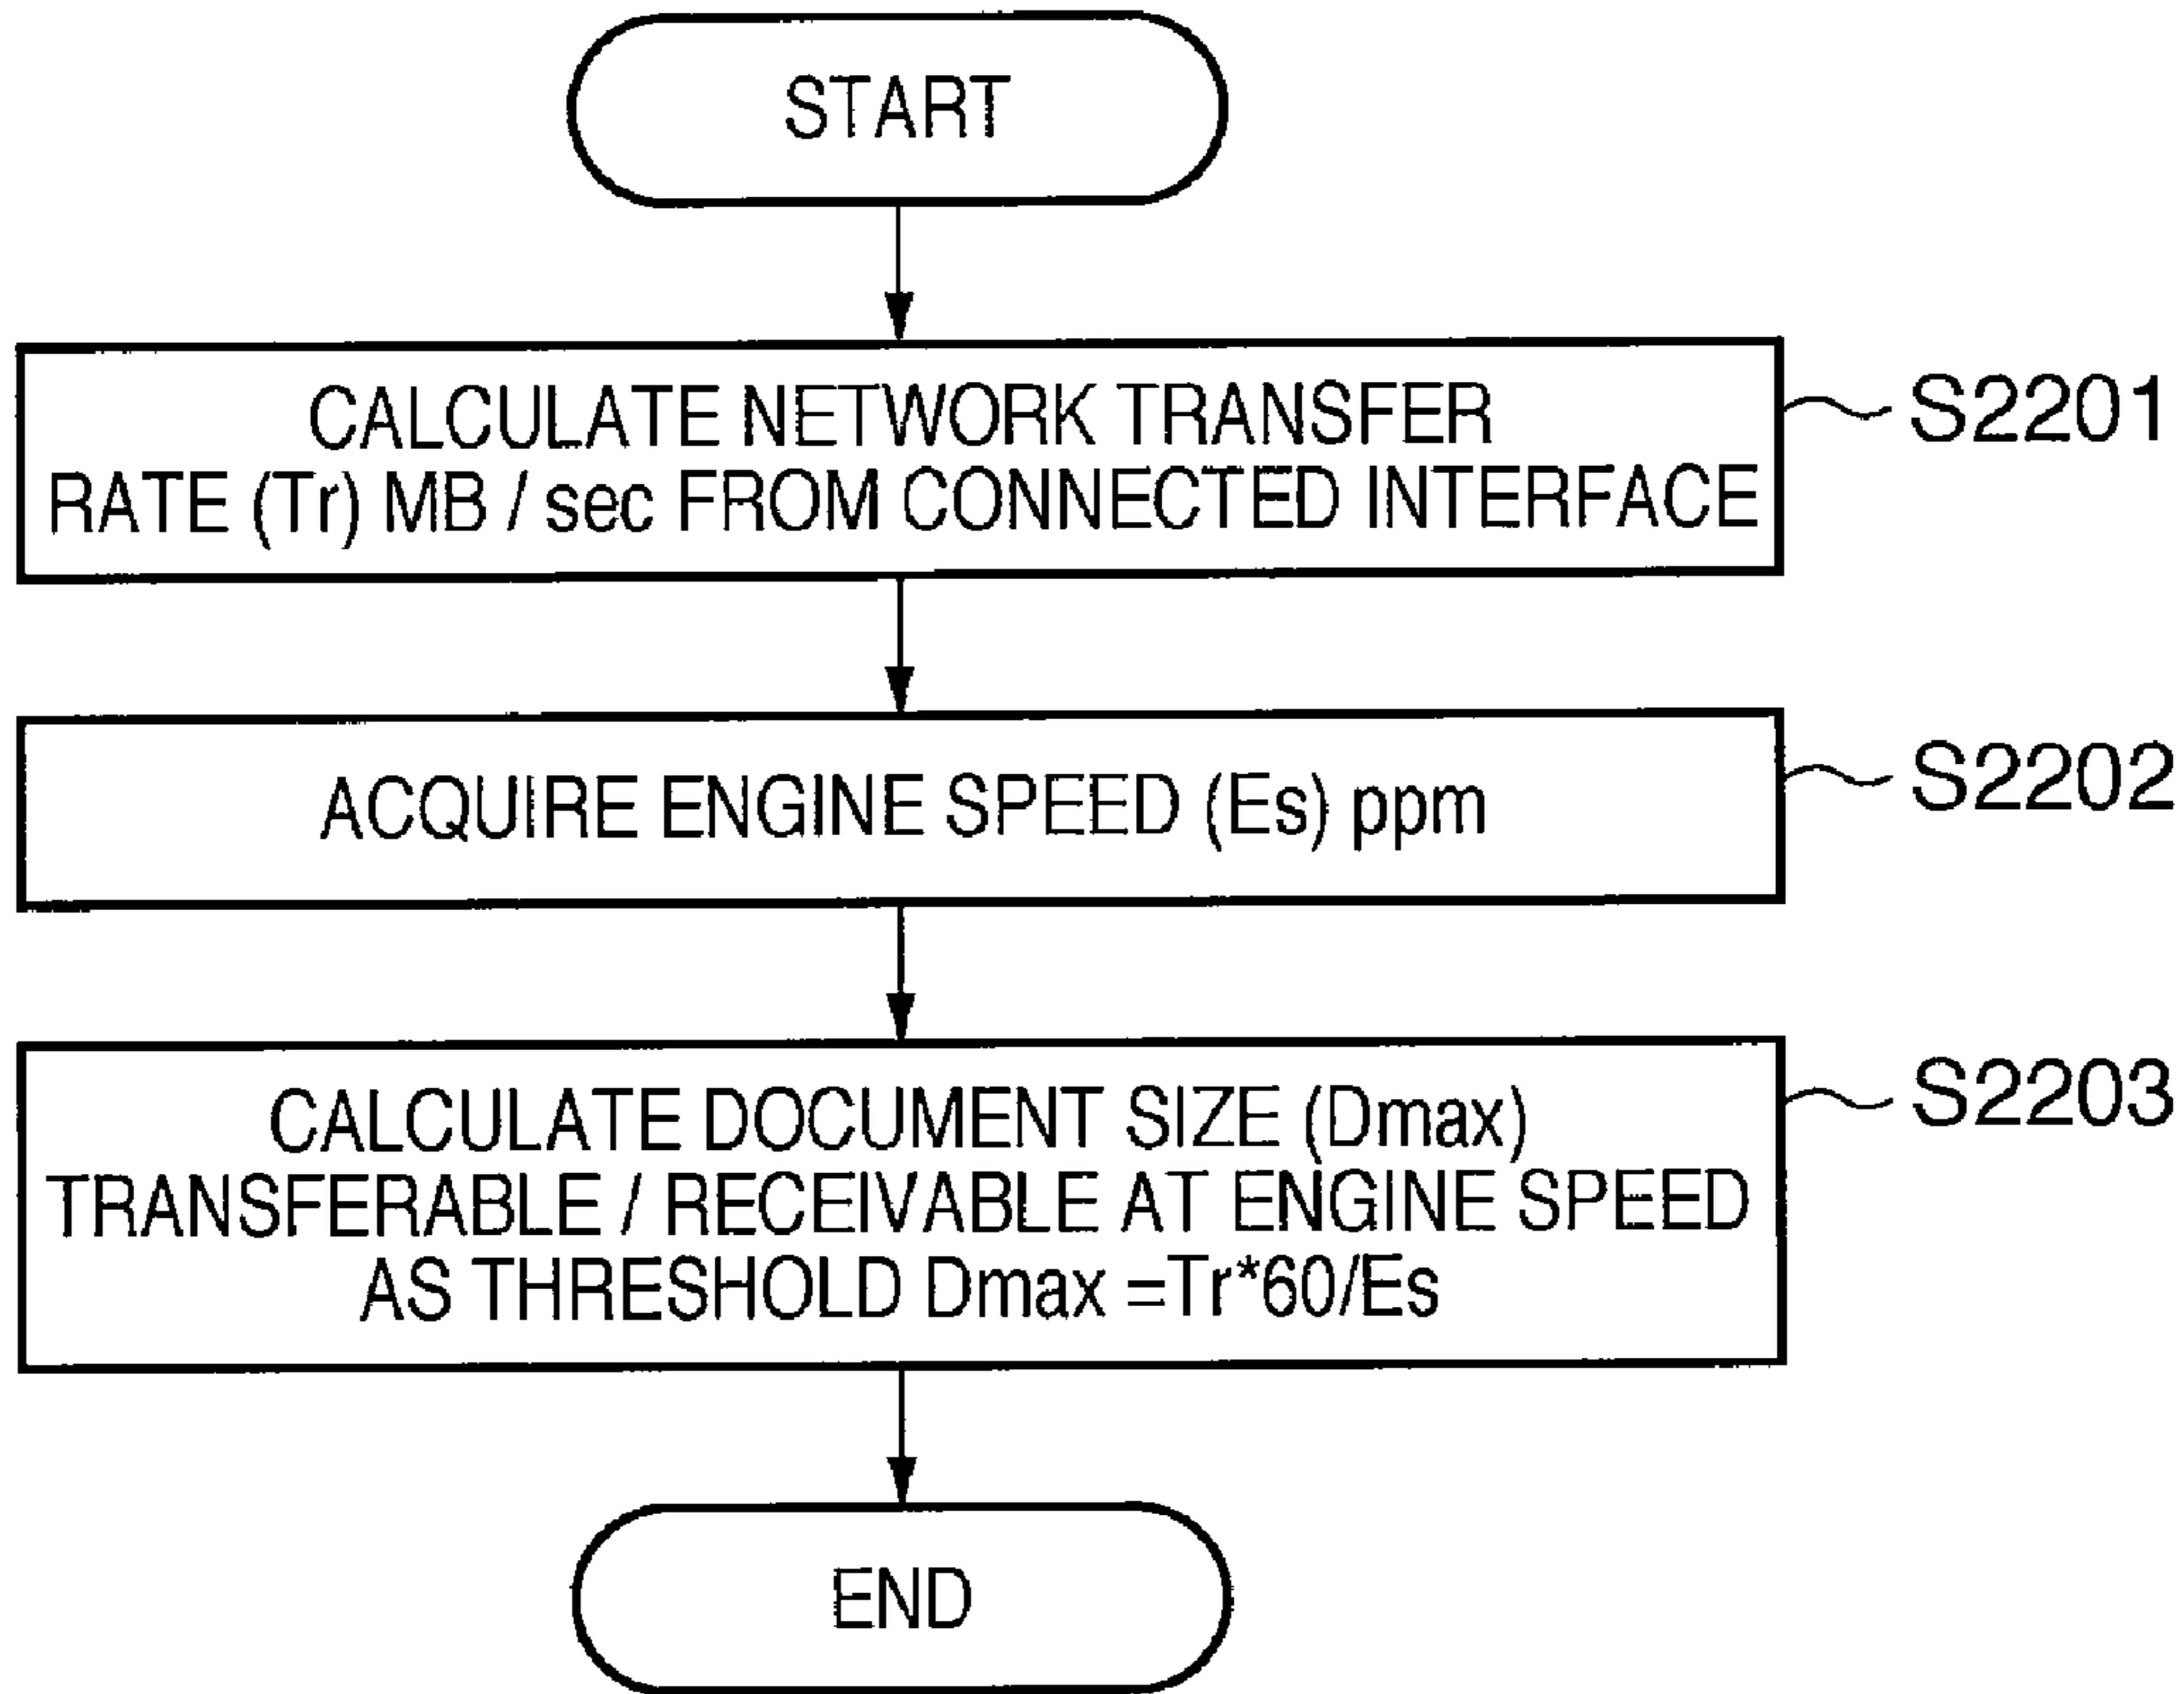 START
CALCULATE NETWORK TRANSFER
RATE (Tr) MB / sec FROM CONNECTED INTERFACE
S2201
ACQUIRE ENGINE SPEED (Es) ppm
S2202
CALCULATE DOCUMENT SIZE (Dmax)
TRANSFERABLE / RECEIVABLE AT ENGINE SPEED
AS THRESHOLD Dmax =Tr*60/Es
S2203
END